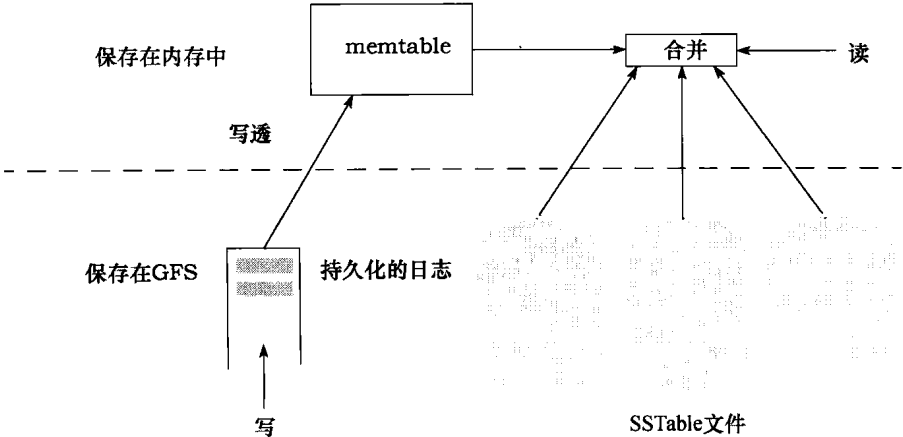 保存在内存中
memtable
合并
读
写透
保存在GFS
持久化的日志
写
SSTable文件